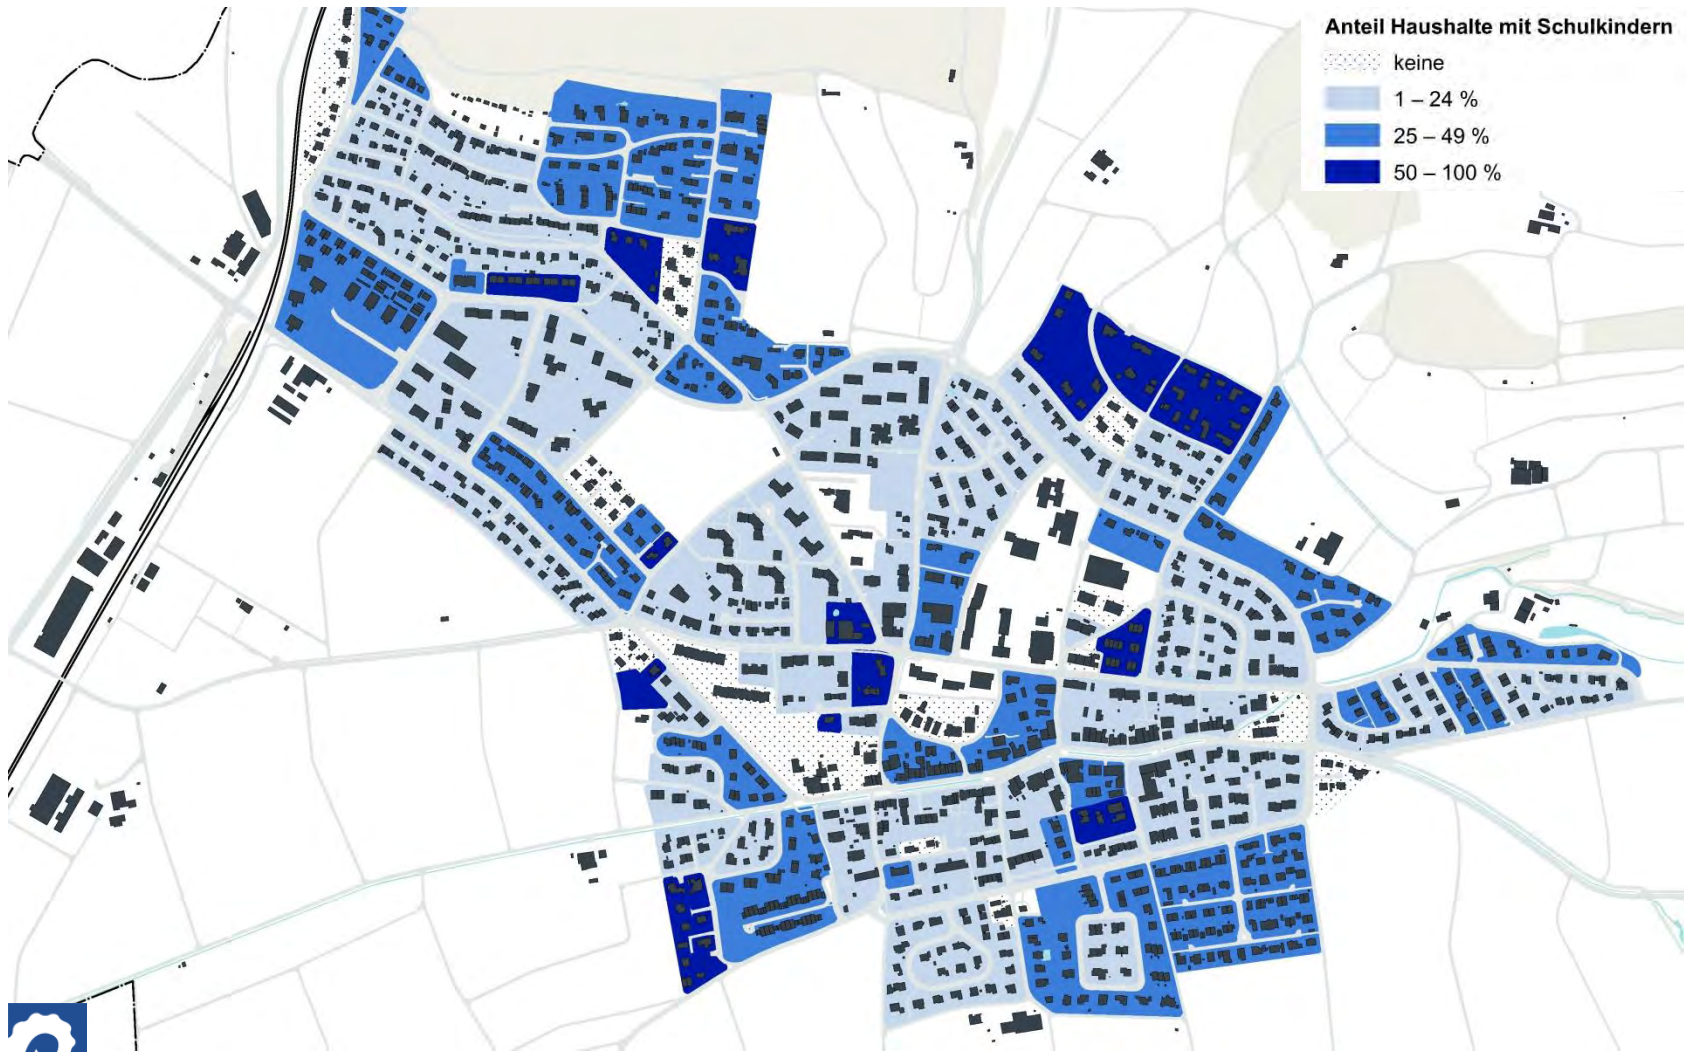 Anteil Haushalte mit Schulkindern
keine
1 – 24 %
25 – 49 %
50 – 100 %